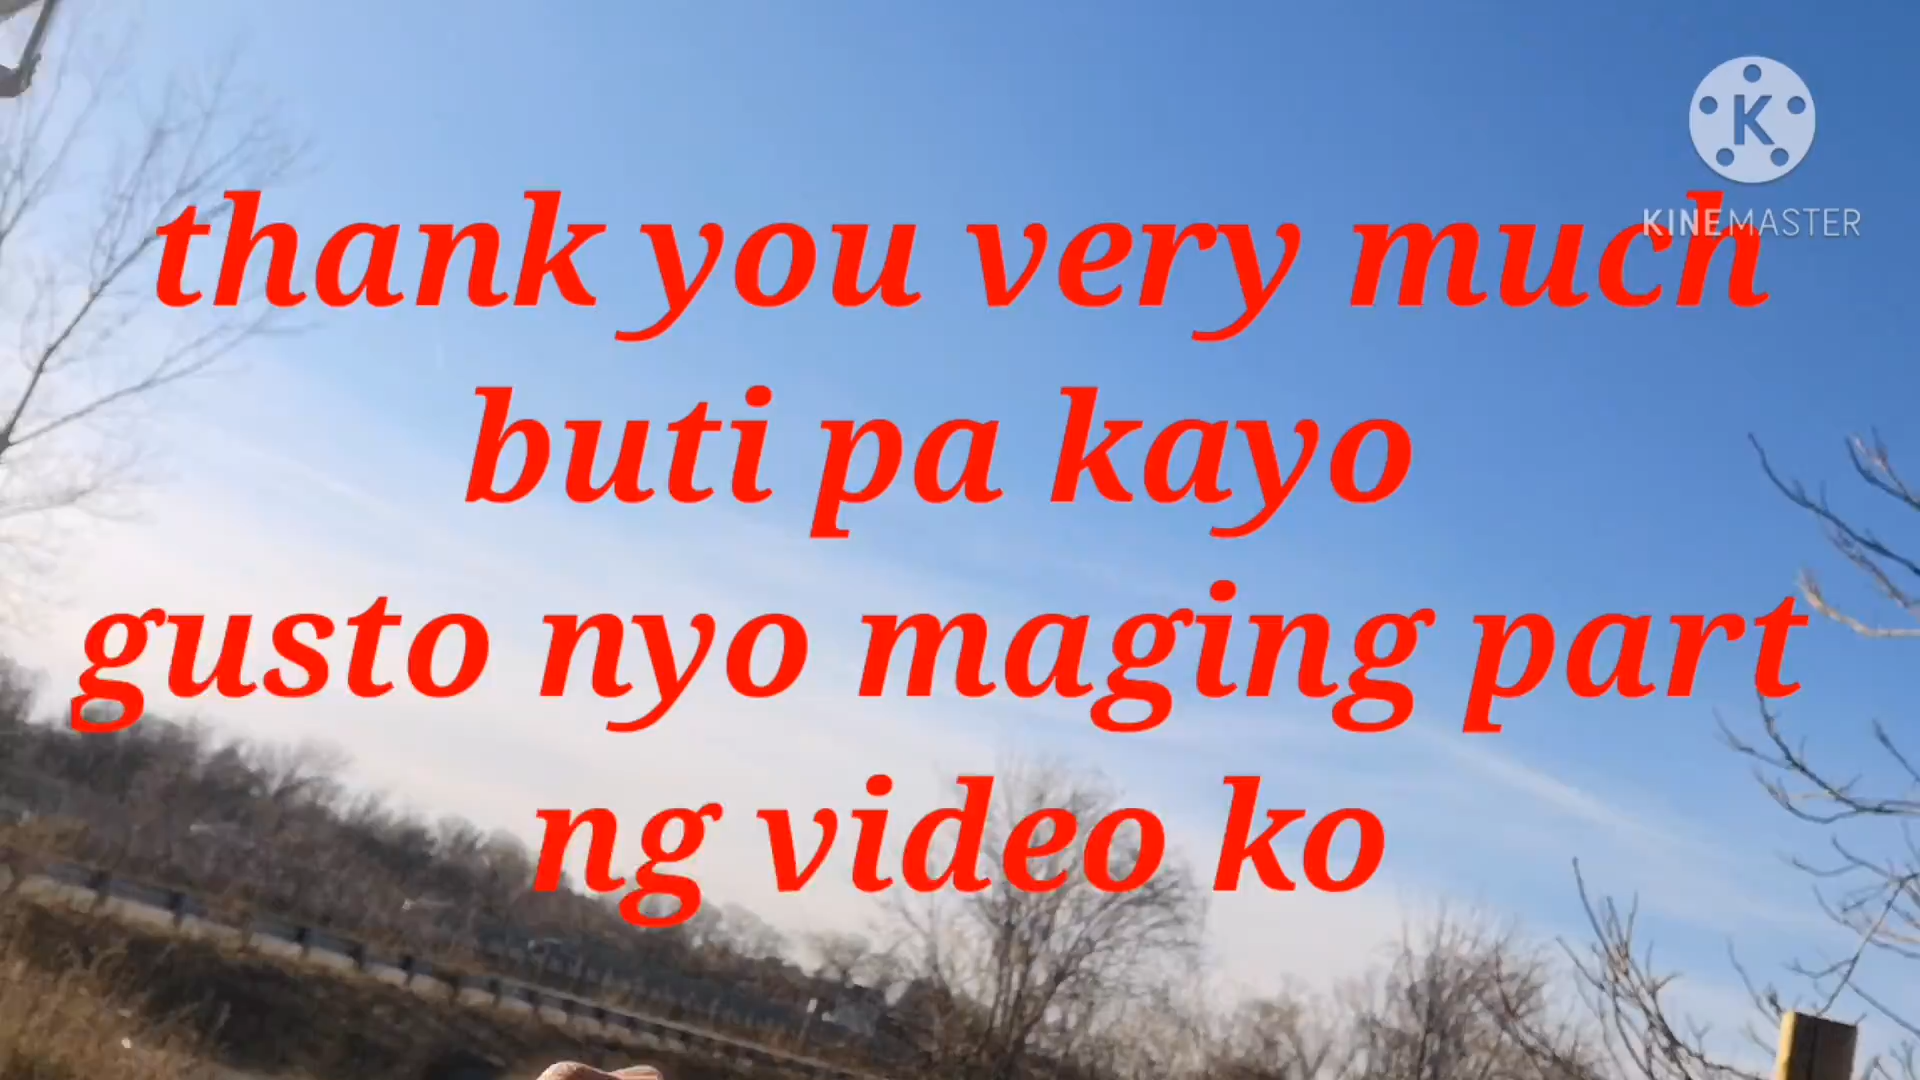 KINEMASTER
thank you very much
buti pa kayo
gusto nyo maging part
ng video ko